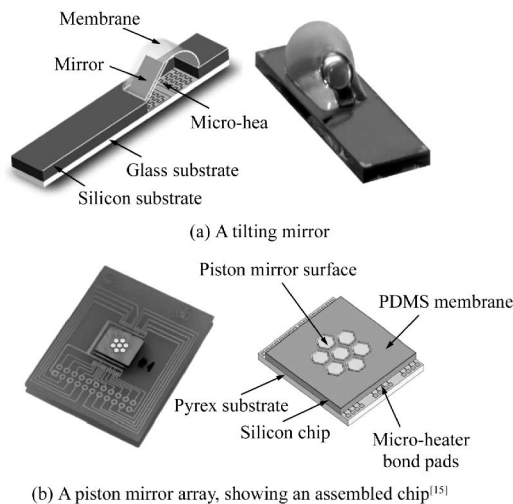 Membrane
Mirror
Micro-hea
Glass substrate
Silicon substrate
(a) A tilting mirror
Piston mirror surface
PDMS membrane
Pyrex substrate
Silicon chip
Micro-heater
bond pads
(b) A piston mirror array, showing an assembled chip[15]